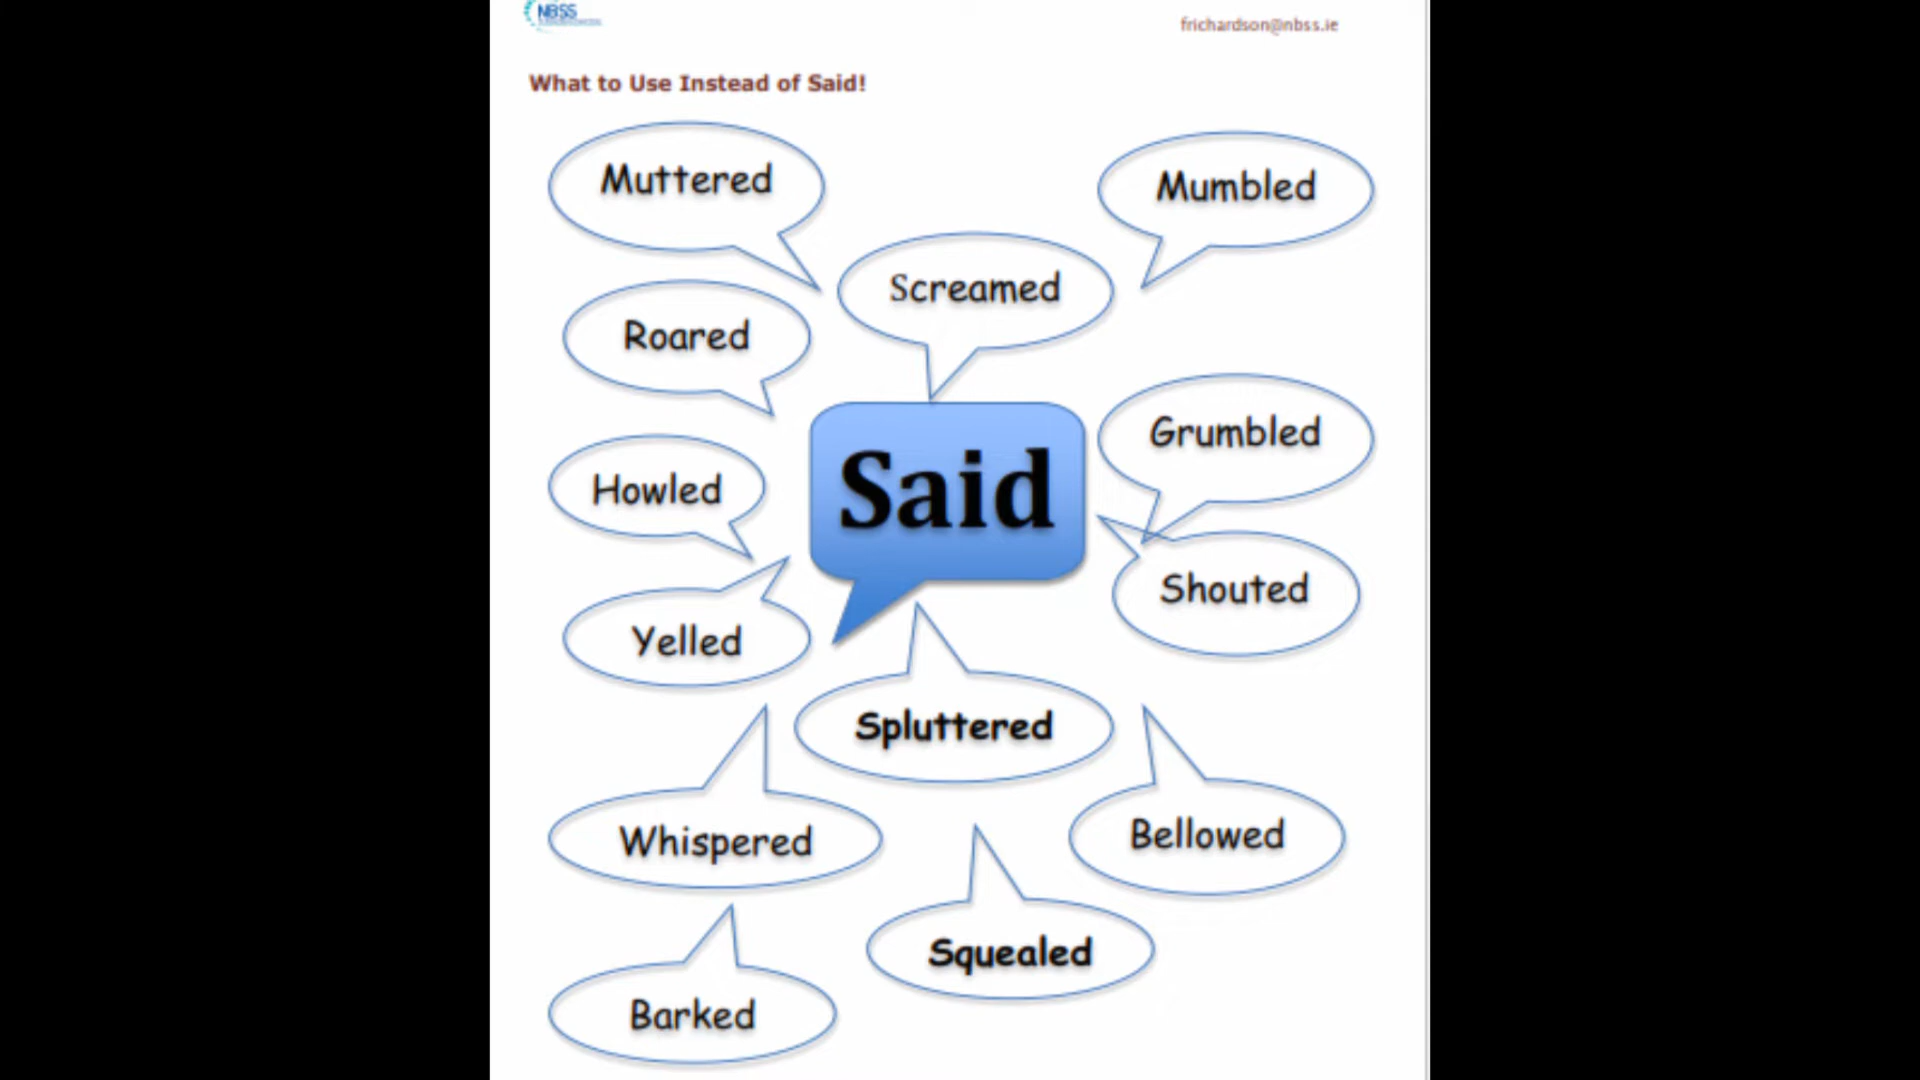 NBSS
frichardson@nbss.ie
What to Use Instead of Said!
Muttered
Mumbled
Screamed
Roared
Grumbled
Said
Howled
Shouted
Yelled
Spluttered
Whispered
Bellowed
Squealed
Barked